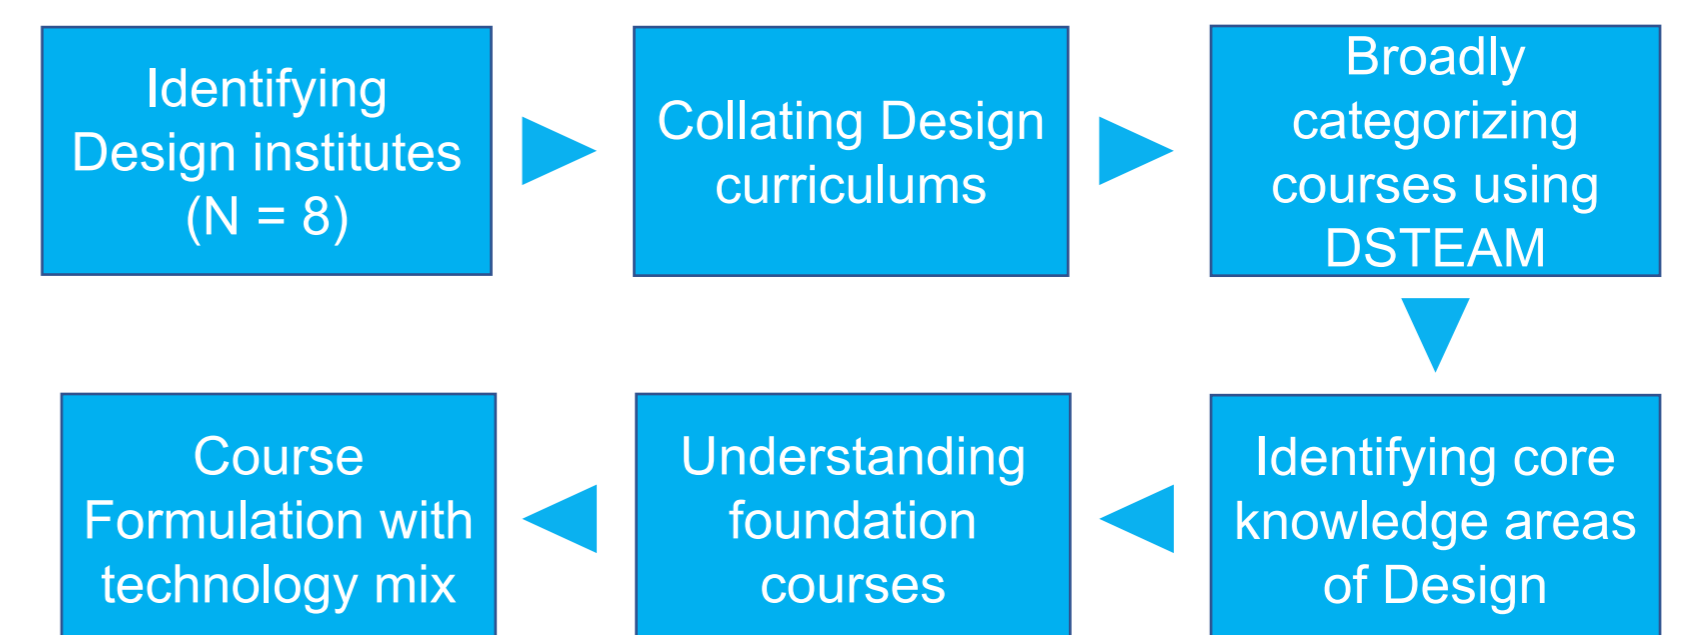 Identifying
Design institutes
(N = 8)
Collating Design
curriculums
Broadly
categorizing
courses using
DSTEAM
Identifying core
knowledge areas
of Design
Understanding
foundation
courses
Course
Formulation with
technology mix